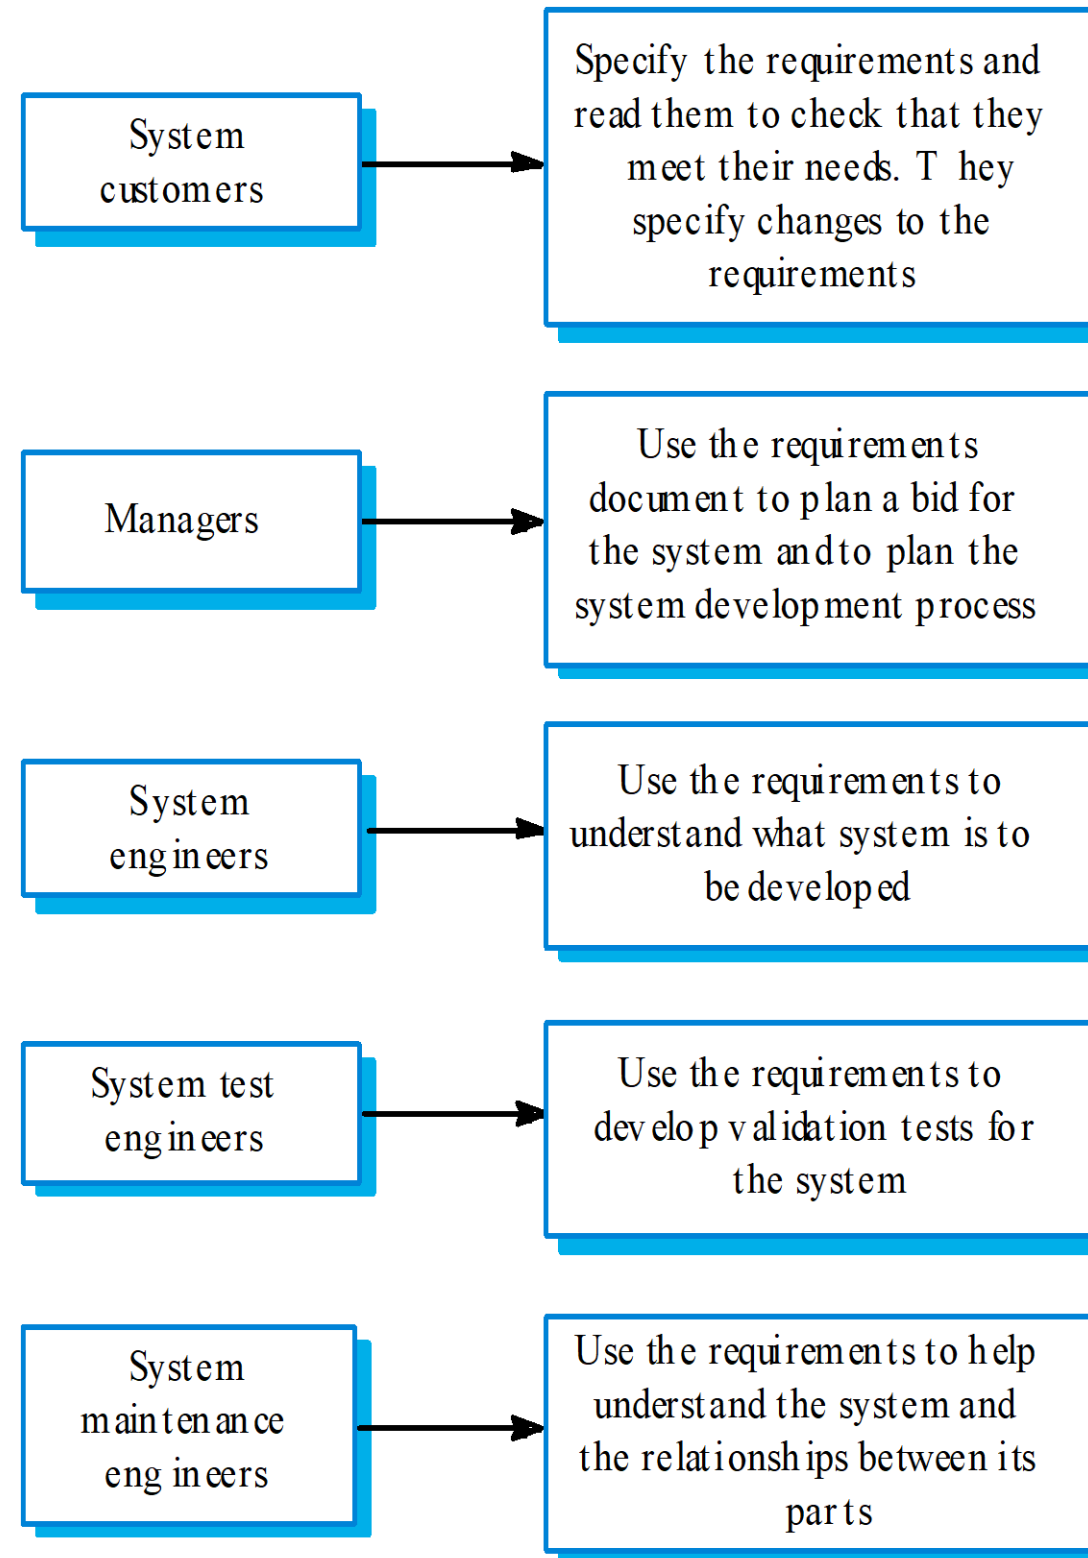 System
customers
Specify the requirements and
read them to check that they
meet their needs. T hey
specify changes to the
requirements
Managers
Use the requirements
document to plan a bid for
the system and to plan the
system development process
System
engineers
Use the requirements to
understand what system is to
be developed
System test
engineers
Use the requirements to
develop validation tests for
the system
System
maintenance
engineers
Use the requirements to help
understand the system and
the relationships between its
parts